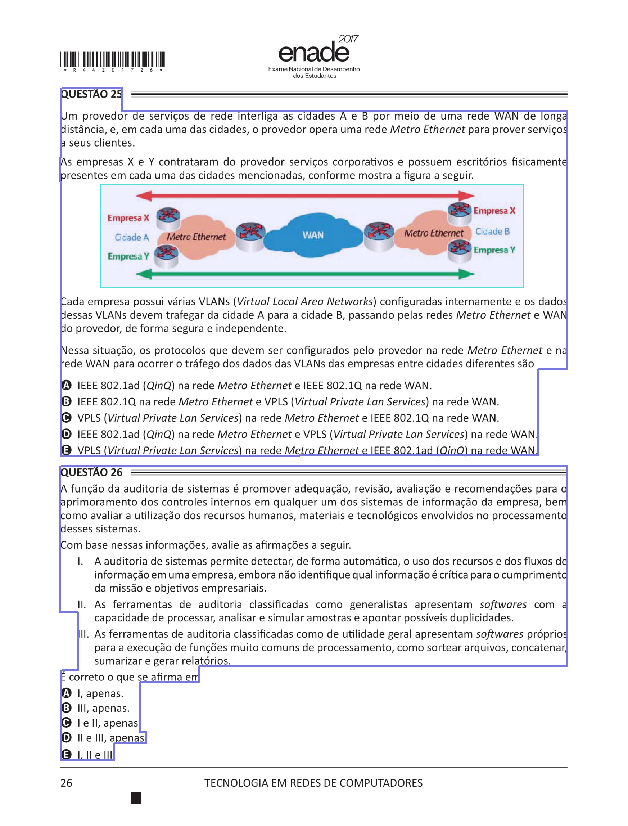 *R4420172 6*
enade 2017
Exame Nacional de Desempenho
dos Estudantes
QUESTÃO 25
Um provedor de serviços de rede interliga as cidades A e B por meio de uma rede WAN de longa
distância, e, em cada uma das cidades, o provedor opera uma rede Metro Ethernet para prover serviços
a seus clientes.
As empresas X e Y contrataram do provedor serviços corporativos e possuem escritórios fisicamente
presentes em cada uma das cidades mencionadas, conforme mostra a figura a seguir.
Empresa X
Cidade A
Empresa Y
Metro Ethernet
WAN
Metro Ethernet
Empresa X
Cidade B
Empresa Y
Cada empresa possui várias VLANs (Virtual Local Area Networks) configuradas internamente e os dados
dessas VLANs devem trafegar da cidade A para a cidade B, passando pelas redes Metro Ethernet e WAN
do provedor, de forma segura e independente.
Nessa situação, os protocolos que devem ser configurados pelo provedor na rede Metro Ethernet e na
rede WAN para ocorrer o tráfego dos dados das VLANs das empresas entre cidades diferentes são
A IEEE 802.1ad (QinQ) na rede Metro Ethernet e IEEE 802.1Q na rede WAN.
B IEEE 802.1Q na rede Metro Ethernet e VPLS (Virtual Private Lan Services) na rede WAN.
C VPLS (Virtual Private Lan Services) na rede Metro Ethernet e IEEE 802.1Q na rede WAN.
D IEEE 802.1ad (QinQ) na rede Metro Ethernet e VPLS (Virtual Private Lan Services) na rede WAN.
E VPLS (Virtual Private Lan Services) na rede Metro Ethernet e IEEE 802.1ad (QinQ) na rede WAN.
QUESTÃO 26
A função da auditoria de sistemas é promover adequação, revisão, avaliação e recomendações para o
aprimoramento dos controles internos em qualquer um dos sistemas de informação da empresa, bem
como avaliar a utilização dos recursos humanos, materiais e tecnológicos envolvidos no processamento
desses sistemas.
Com base nessas informações, avalie as afirmações a seguir.
I. A auditoria de sistemas permite detectar, de forma automática, o uso dos recursos e dos fluxos de
informação em uma empresa, embora não identifique qual informação é crítica para o cumprimento
da missão e objetivos empresariais.
II. As ferramentas de auditoria classificadas como generalistas apresentam softwares com a
capacidade de processar, analisar e simular amostras e apontar possíveis duplicidades.
III. As ferramentas de auditoria classificadas como de utilidade geral apresentam softwares próprios
para a execução de funções muito comuns de processamento, como sortear arquivos, concatenar,
sumarizar e gerar relatórios.
É correto o que se afirma em
A I, apenas.
B III, apenas.
C I e II, apenas.
D II e III, apenas.
E I, II e III.
26
TECNOLOGIA EM REDES DE COMPUTADORES